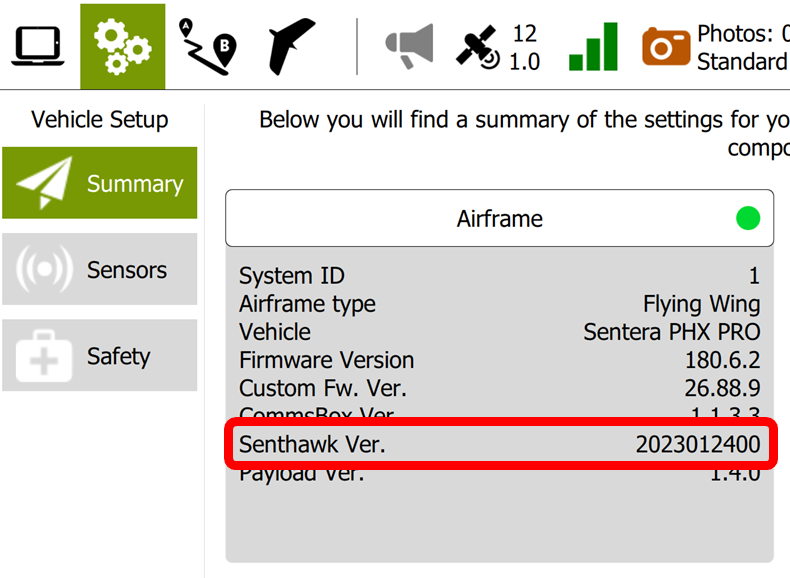 A
B
12
1.0
Photos: 0
Standard
Vehicle Setup
Below you will find a summary of the settings for yo
compo
Summary
Airframe
Sensors
System ID 1
Airframe type Flying Wing
Vehicle Sentera PHX PRO
Safety
Firmware Version 180.6.2
Custom Fw. Ver. 26.88.9
CommsBox Ver. 1.1.3.3
Senthawk Ver. 2023012400
Payload Ver. 1.4.0